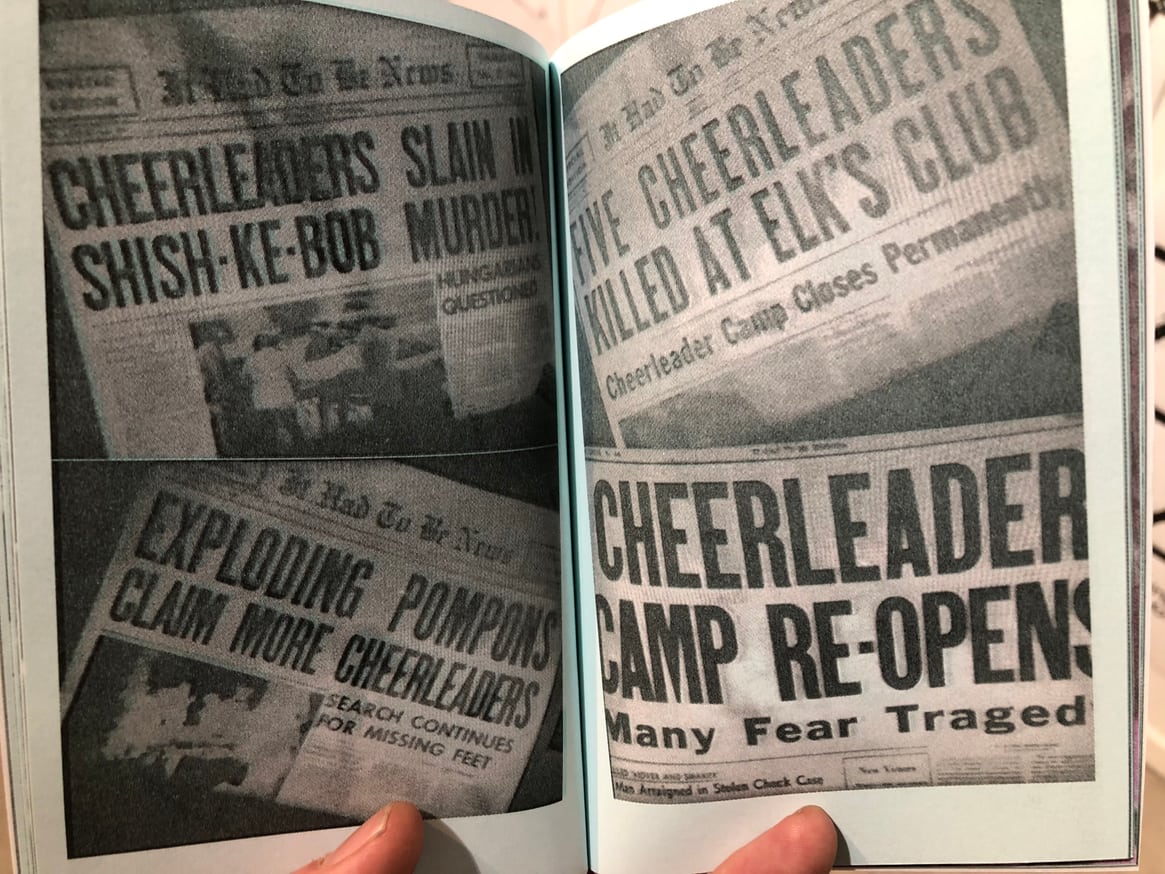 It Had To Be News
CHEERLEADERS SLAIN IN
SHISH-KE-BOB MURDER!
HUNGARIANS
QUESTIONED
It Had To Be News
EXPLODING POMPONS
CLAIM MORE CHEERLEADERS
SEARCH CONTINUES
FOR MISSING FEET
It Had To Be News
FIVE CHEERLEADERS
KILLED AT ELK'S CLUB
Cheerleader Camp Closes Permanently
CHEERLEADER
CAMP RE-OPENS
Many Fear Traged
Man Arraigned in Stolen Check Case